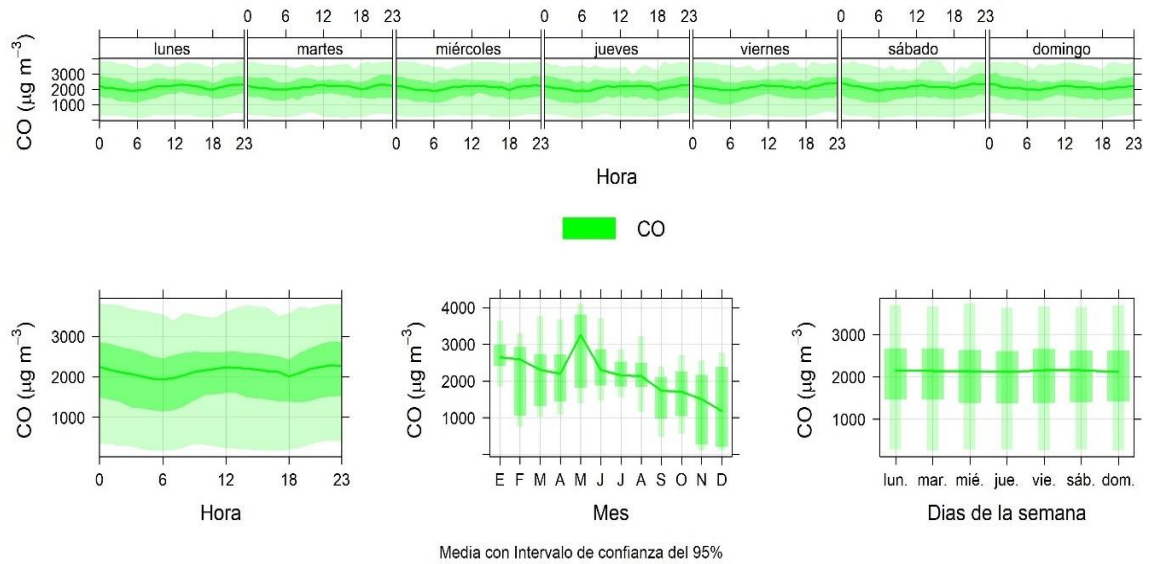 0 6 12 18 23 0 6 12 18 23 0 6 12 18 23
lunes martes miércoles jueves viernes sábado domingo
3000
2000
1000
CO (µg m⁻³)
0 6 12 18 23 0 6 12 18 23 0 6 12 18 23 0 6 12 18 23
Hora
CO
3000
2000
1000
CO (µg m⁻³)
0 6 12 18 23
Hora
4000
3000
2000
1000
CO (µg m⁻³)
E F M A M J J A S O N D
Mes
3000
2000
1000
CO (µg m⁻³)
lun. mar. mié. jue. vie. sáb. dom.
Dias de la semana
Media con Intervalo de confianza del 95%